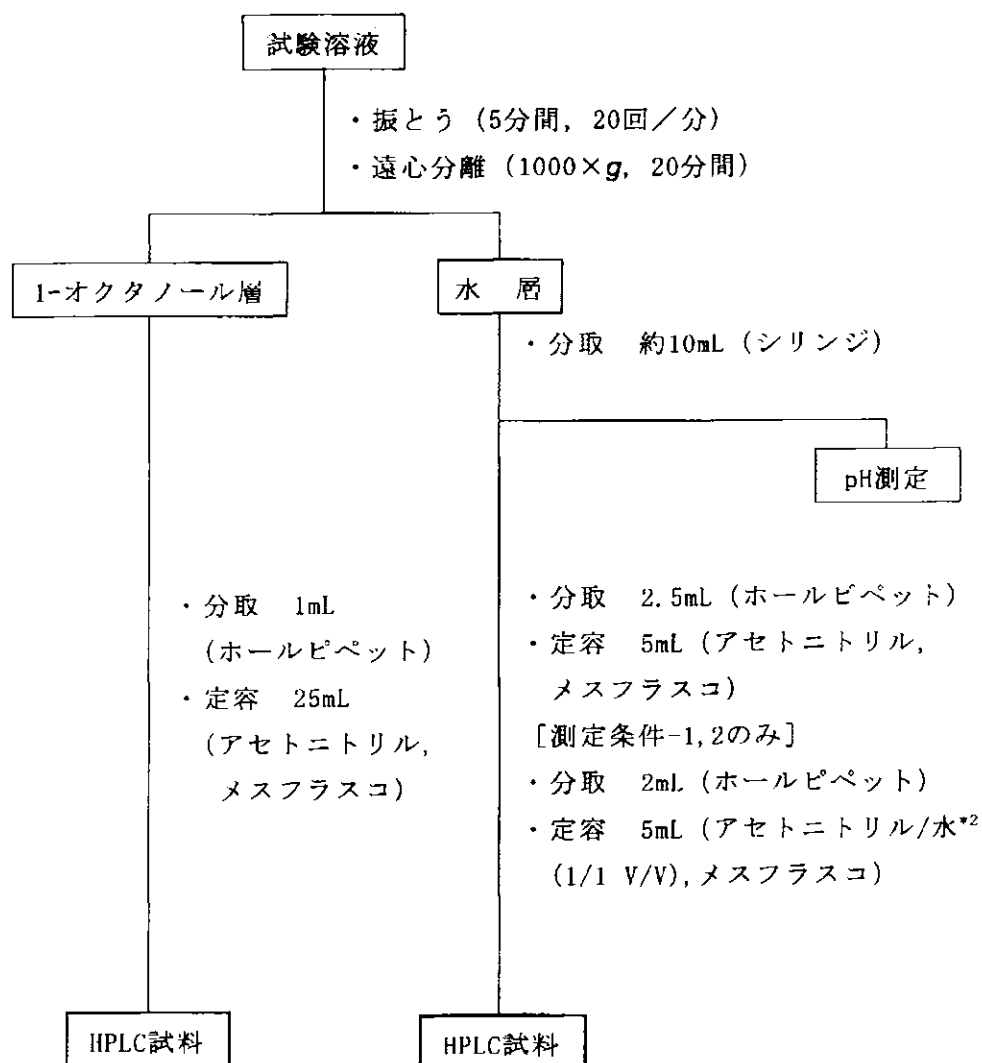 試験溶液
・振とう (5分間, 20回／分)
・遠心分離 (1000×g, 20分間)
1-オクタノール層
水　層
・分取　約10mL (シリンジ)
pH測定
・分取　1mL
(ホールピペット)
・定容　25mL
(アセトニトリル,
メスフラスコ)
・分取　2.5mL (ホールピペット)
・定容　5mL (アセトニトリル,
メスフラスコ)
[測定条件-1,2のみ]
・分取　2mL (ホールピペット)
・定容　5mL (アセトニトリル/水*2
(1/1 V/V), メスフラスコ)
HPLC試料
HPLC試料